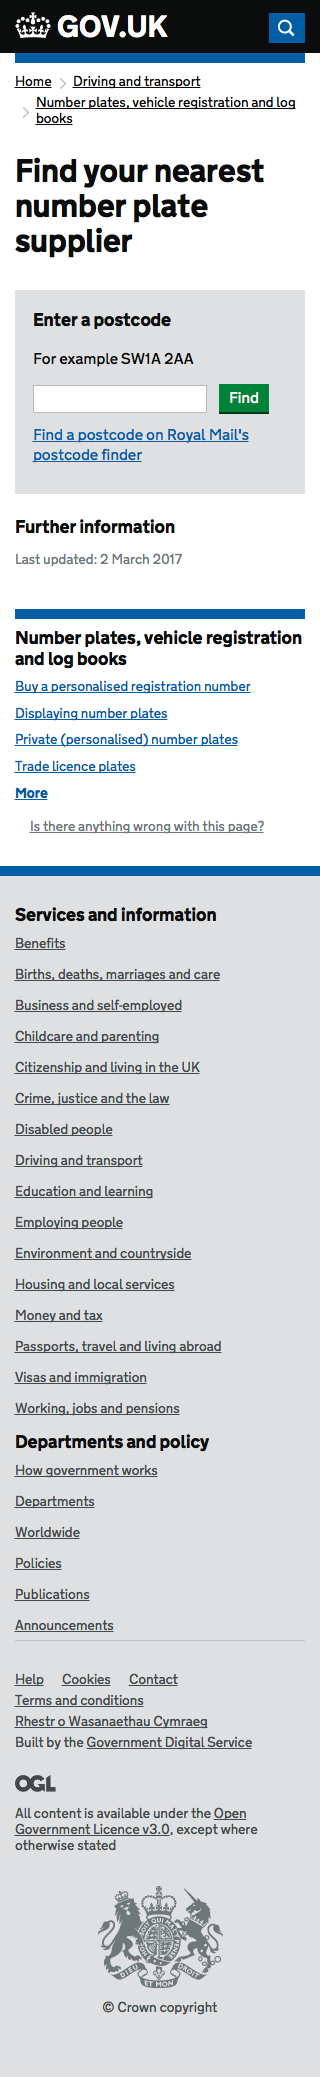 GOV.UK
Home
Driving and transport
Number plates, vehicle registration and log
books
Find your nearest
number plate
supplier
Enter a postcode
For example SW1A 2AA
Find
Find a postcode on Royal Mail's
postcode finder
Further information
Last updated: 2 March 2017
Number plates, vehicle registration
and log books
Buy a personalised registration number
Displaying number plates
Private (personalised) number plates
Trade licence plates
More
Is there anything wrong with this page?
Services and information
Benefits
Births, deaths, marriages and care
Business and self-employed
Childcare and parenting
Citizenship and living in the UK
Crime, justice and the law
Disabled people
Driving and transport
Education and learning
Employing people
Environment and countryside
Housing and local services
Money and tax
Passports, travel and living abroad
Visas and immigration
Working, jobs and pensions
Departments and policy
How government works
Departments
Worldwide
Policies
Publications
Announcements
Help Cookies Contact
Terms and conditions
Rhestr o Wasanaethau Cymraeg
Built by the Government Digital Service
OGL
All content is available under the Open
Government Licence v3.0, except where
otherwise stated
DIEU ET MON DROIT
© Crown copyright